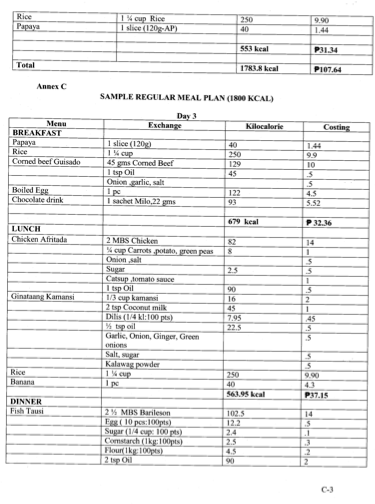 Rice 1 ¼ cup Rice 250 9.90
Papaya 1 slice (120g-AP) 40 1.44
553 kcal ₱31.34
Total 1783.8 kcal ₱107.64
Annex C
SAMPLE REGULAR MEAL PLAN (1800 KCAL)
Day 3
Menu Exchange Kilocalorie Costing
BREAKFAST
Papaya 1 slice (120g) 40 1.44
Rice 1 ¼ cup 250 9.9
Corned beef Guisado 45 gms Corned Beef 129 10
1 tsp Oil 45 .5
Onion ,garlic, salt .5
Boiled Egg 1 pc 122 4.5
Chocolate drink 1 sachet Milo,22 gms 93 5.52
679 kcal ₱ 32.36
LUNCH
Chicken Afritada 2 MBS Chicken 82 14
¼ cup Carrots ,potato, green peas 8 1
Onion ,salt .5
Sugar 2.5 .5
Catsup ,tomato sauce 1
1 tsp Oil 90 .5
Ginataang Kamansi 1/3 cup kamansi 16 2
2 tsp Coconut milk 45 1
Dilis (1/4 kl:100 pts) 7.95 .45
½ tsp oil 22.5 .5
Garlic, Onion, Ginger, Green .5
onions
Salt, sugar .5
Kalawag powder .5
Rice 1 ¼ cup 250 9.90
Banana 1 pc 40 4.3
563.95 kcal ₱37.15
DINNER
Fish Tausi 2 ½ MBS Barileson 102.5 14
Egg ( 10 pcs:100pts) 12.2 .5
Sugar (1/4 cup: 100 pts) 2.4 .1
Cornstarch (1kg:100pts) 2.5 .3
Flour(1kg:100pts) 4.5 .2
2 tsp Oil 90 2
C-3